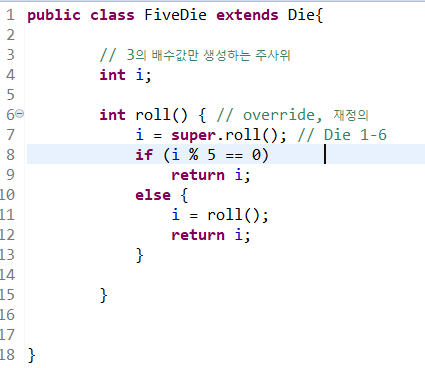 1 public class FiveDie extends Die{
2
3 // 3의 배수값만 생성하는 주사위
4 int i;
5
6 int roll() { // override, 재정의
7 i = super.roll(); // Die 1-6
8 if (i % 5 == 0)
9 return i;
10 else {
11 i = roll();
12 return i;
13 }
14
15 }
16
17
18 }